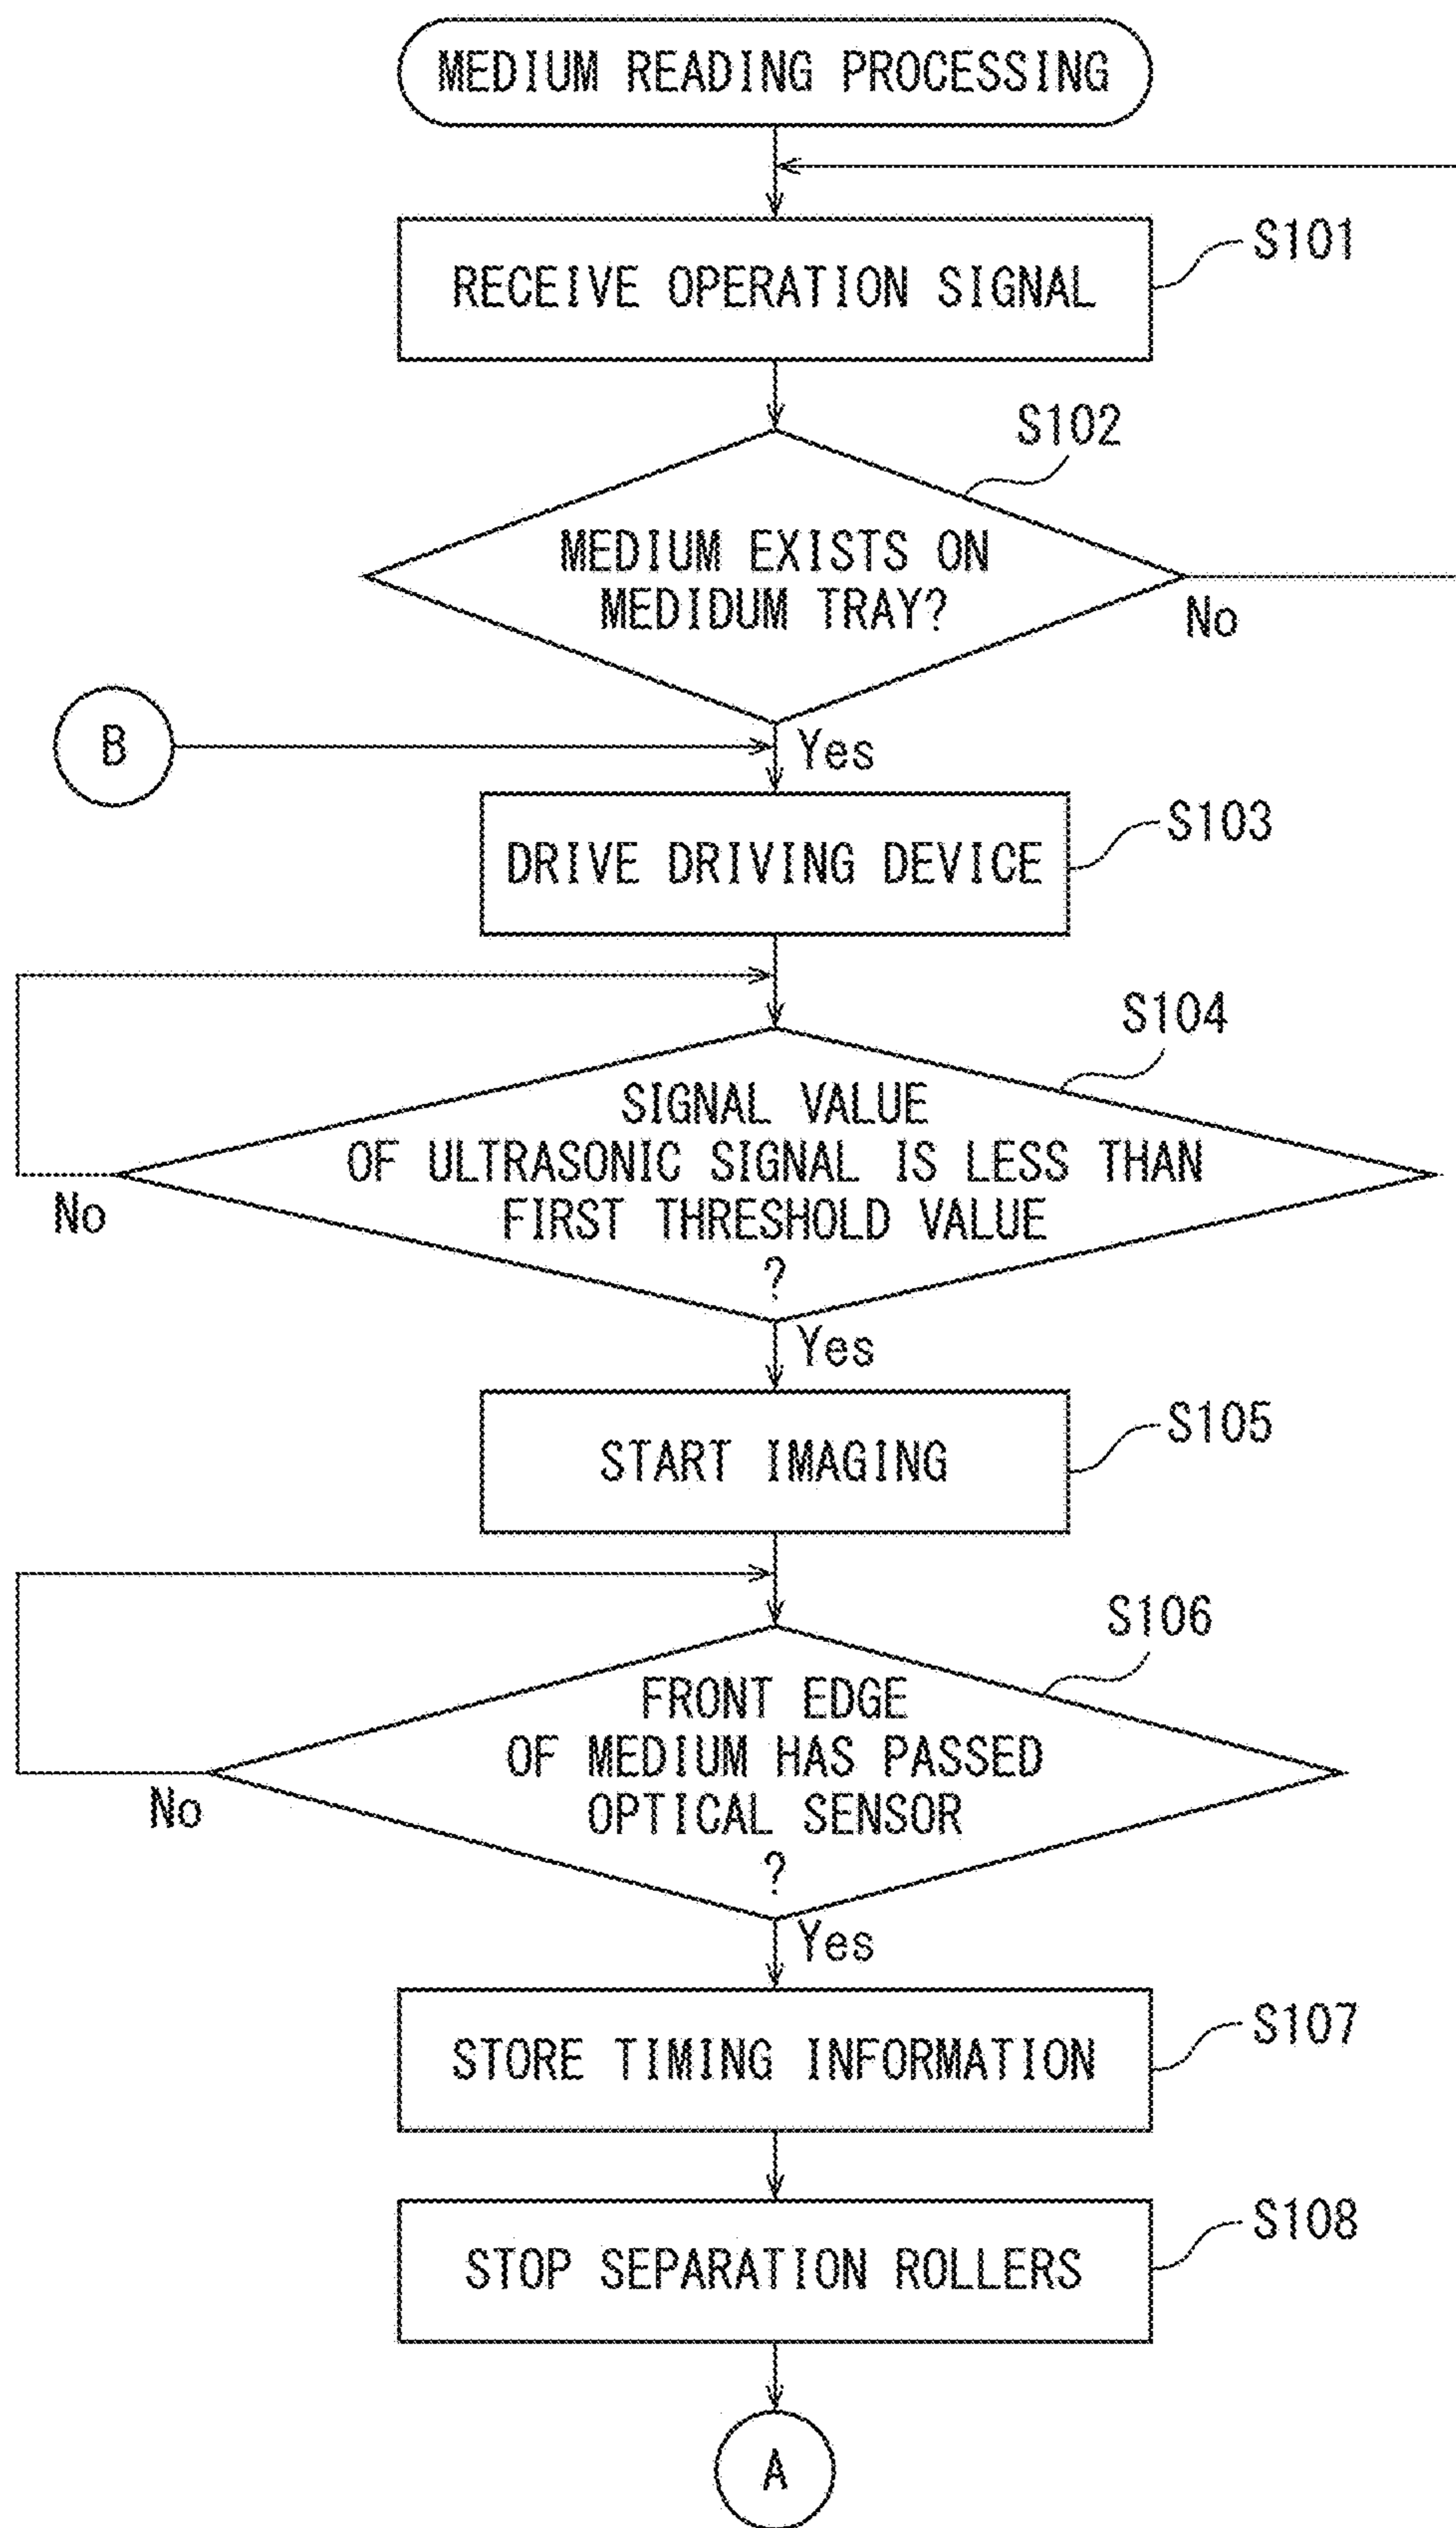 MEDIUM READING PROCESSING
RECEIVE OPERATION SIGNAL
S101
S102
MEDIUM EXISTS ON
MEDIDUM TRAY?
No
B
Yes
DRIVE DRIVING DEVICE
S103
S104
SIGNAL VALUE
OF ULTRASONIC SIGNAL IS LESS THAN
FIRST THRESHOLD VALUE
?
No
Yes
START IMAGING
S105
S106
FRONT EDGE
OF MEDIUM HAS PASSED
OPTICAL SENSOR
?
No
Yes
STORE TIMING INFORMATION
S107
STOP SEPARATION ROLLERS
S108
A